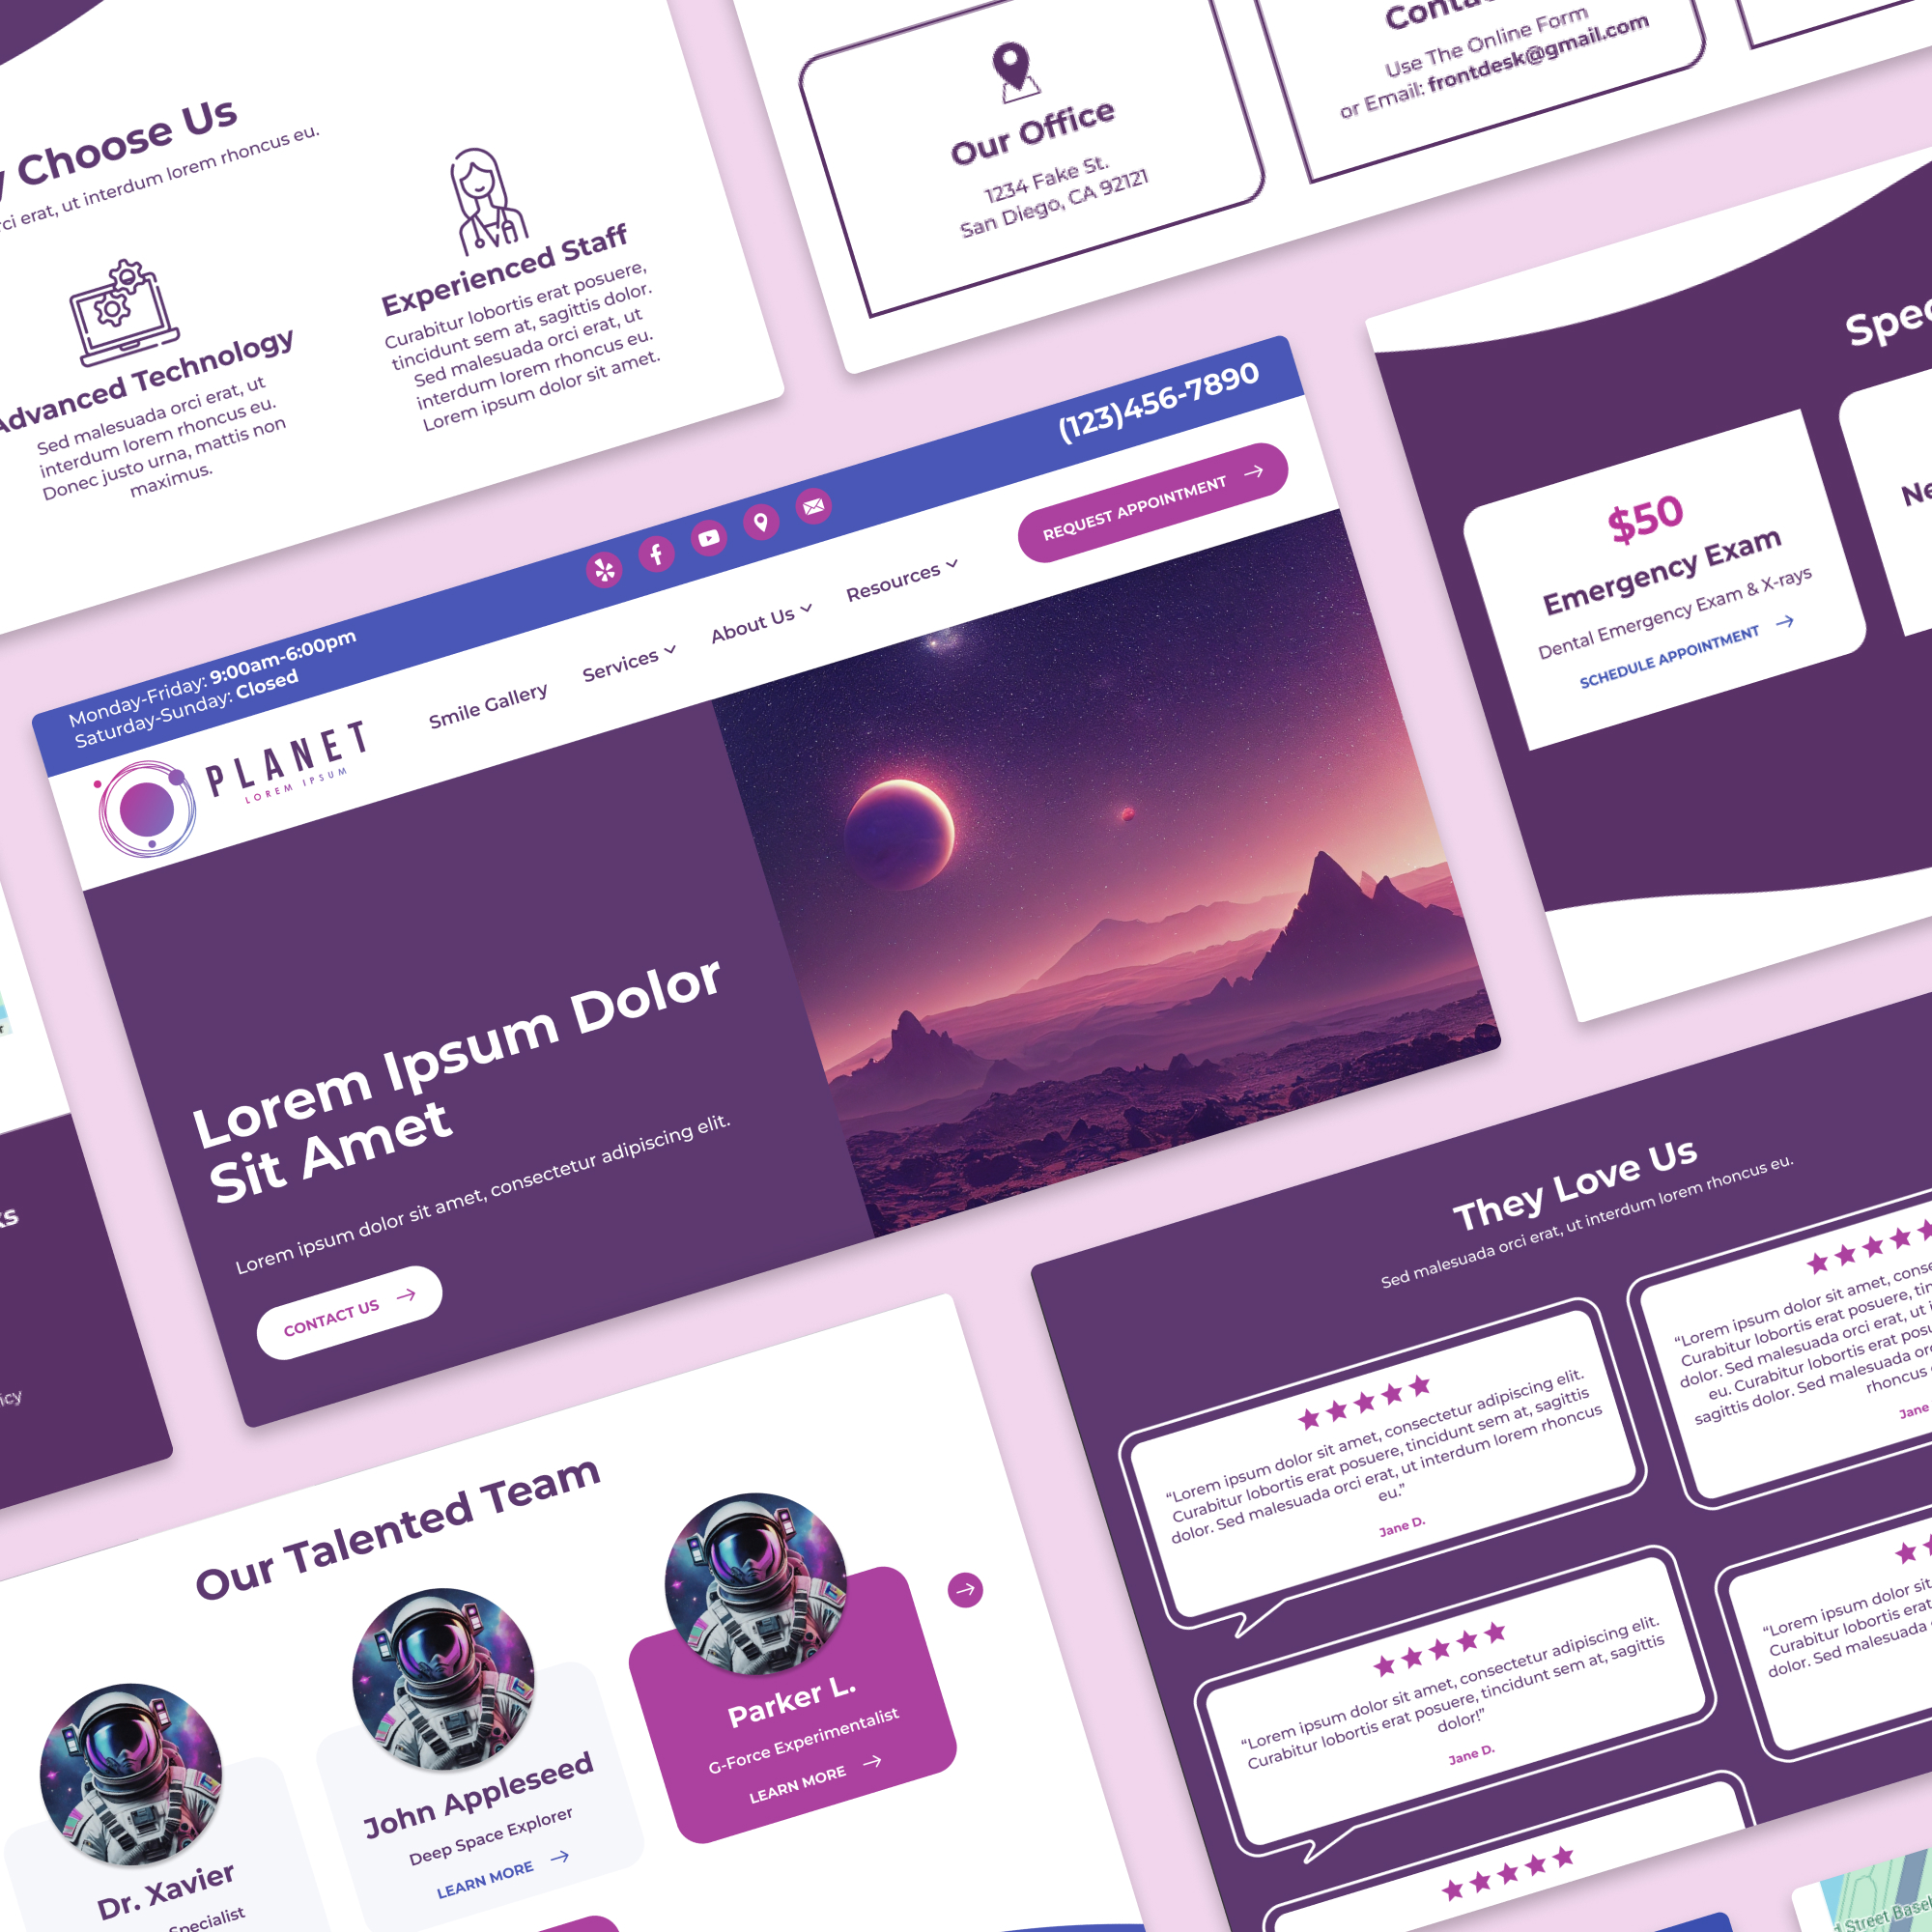 Choose Us
erat, ut interdum lorem rhoncus eu.
Advanced Technology
Sed malesuada orci erat, ut
interdum lorem rhoncus eu.
Donec justo urna, mattis non
maximus.
Experienced Staff
Curabitur lobortis erat posuere,
tincidunt sem at, sagittis dolor.
Sed malesuada orci erat, ut
interdum lorem rhoncus eu.
Lorem ipsum dolor sit amet.
Our Office
1234 Fake St.
San Diego, CA 92121
Use The Online Form
or Email: frontdesk@gmail.com
Monday-Friday: 9:00am-6:00pm
Saturday-Sunday: Closed
(123)456-7890
PLANET
LOREM IPSUM
Smile Gallery
Services
About Us
Resources
REQUEST APPOINTMENT
Lorem Ipsum Dolor
Sit Amet
Lorem ipsum dolor sit amet, consectetur adipiscing elit.
CONTACT US
$50
Emergency Exam
Dental Emergency Exam & X-rays
SCHEDULE APPOINTMENT
Our Talented Team
Dr. Xavier
Specialist
John Appleseed
Deep Space Explorer
LEARN MORE
Parker L.
G-Force Experimentalist
LEARN MORE
They Love Us
Sed malesuada orci erat, ut interdum lorem rhoncus eu.
“Lorem ipsum dolor sit amet, consectetur adipiscing elit.
Curabitur lobortis erat posuere, tincidunt sem at, sagittis
dolor. Sed malesuada orci erat, ut interdum lorem rhoncus
eu.”
Jane D.
“Lorem ipsum dolor sit amet,
Curabitur lobortis erat posuere,
dolor. Sed malesuada orci erat, ut
eu. Curabitur lobortis erat
sagittis dolor. Sed malesuada
rhoncus
Jane
“Lorem ipsum dolor sit amet, consectetur adipiscing elit.
Curabitur lobortis erat posuere, tincidunt sem at, sagittis
dolor!”
Jane D.
“Lorem ipsum dolor sit
Curabitur lobortis erat
dolor. Sed malesuada
Street